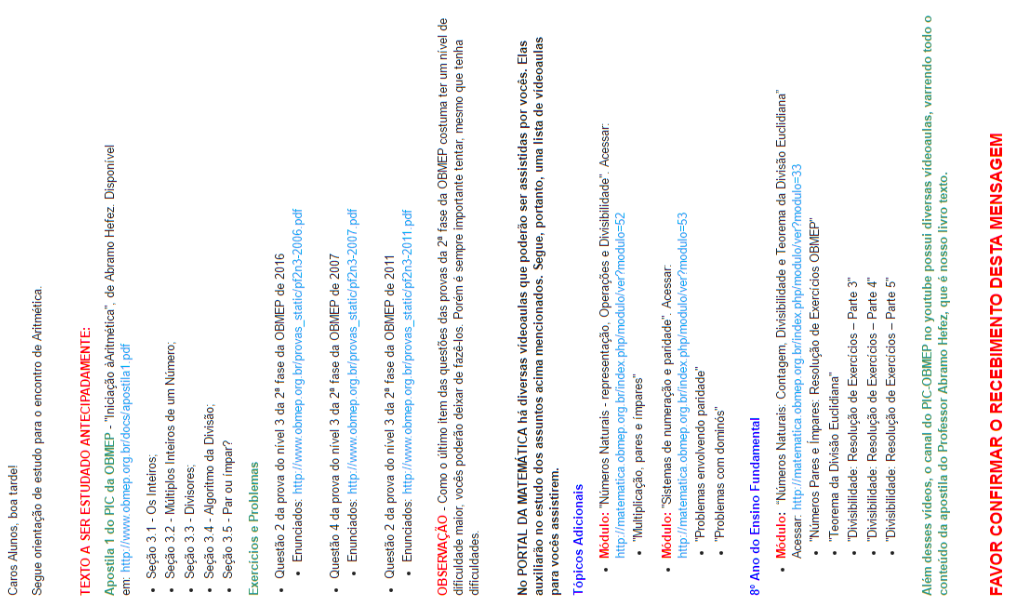 Caros Alunos, boa tarde!
Segue orientação de estudo para o encontro de Aritmética.
TEXTO A SER ESTUDADO ANTECIPADAMENTE:
Apostila 1 do PIC da OBMEP - "Iniciação àAritmética", de Abramo Hefez. Disponível
em: http://www.obmep.org.br/docs/apostila1.pdf
• Seção 3.1 - Os Inteiros;
• Seção 3.2 - Múltiplos Inteiros de um Número;
• Seção 3.3 - Divisores;
• Seção 3.4 - Algoritmo da Divisão;
• Seção 3.5 - Par ou ímpar?
Exercícios e Problemas
• Questão 2 da prova do nível 3 da 2ª fase da OBMEP de 2016
• Enunciados: http://www.obmep.org.br/provas_static/pf2n3-2006.pdf
• Questão 4 da prova do nível 3 da 2ª fase da OBMEP de 2007
• Enunciados: http://www.obmep.org.br/provas_static/pf2n3-2007.pdf
• Questão 2 da prova do nível 3 da 2ª fase da OBMEP de 2011
• Enunciados: http://www.obmep.org.br/provas_static/pf2n3-2011.pdf
OBSERVAÇÃO - Como o último item das questões das provas da 2ª fase da OBMEP costuma ter um nível de
dificuldade maior, vocês poderão deixar de fazê-los. Porém é sempre importante tentar, mesmo que tenha
dificuldades.
No PORTAL DA MATEMÁTICA há diversas videoaulas que poderão ser assistidas por vocês. Elas
auxiliarão no estudo dos assuntos acima mencionados. Segue, portanto, uma lista de videoaulas
para vocês assistirem.
Tópicos Adicionais
• Módulo: "Números Naturais - representação, Operações e Divisibilidade". Acessar:
http://matematica.obmep.org.br/index.php/modulo/ver?modulo=52
• "Multiplicação, pares e ímpares"
• Módulo: "Sistemas de numeração e paridade". Acessar:
http://matematica.obmep.org.br/index.php/modulo/ver?modulo=53
• "Problemas envolvendo paridade"
• "Problemas com dominós"
8º Ano do Ensino Fundamental
• Módulo: "Números Naturais: Contagem, Divisibilidade e Teorema da Divisão Euclidiana"
Acessar: http://matematica.obmep.org.br/index.php/modulo/ver?modulo=33
• "Números Pares e Ímpares: Resolução de Exercícios OBMEP"
• "Teorema da Divisão Euclidiana"
• "Divisibilidade: Resolução de Exercícios – Parte 3"
• "Divisibilidade: Resolução de Exercícios – Parte 4"
• "Divisibilidade: Resolução de Exercícios – Parte 5"
Além desses vídeos, o canal do PIC-OBMEP no youtube possui diversas videoaulas, varrendo todo o
conteúdo da apostila do Professor Abramo Hefez, que é nosso livro texto.
FAVOR CONFIRMAR O RECEBIMENTO DESTA MENSAGEM